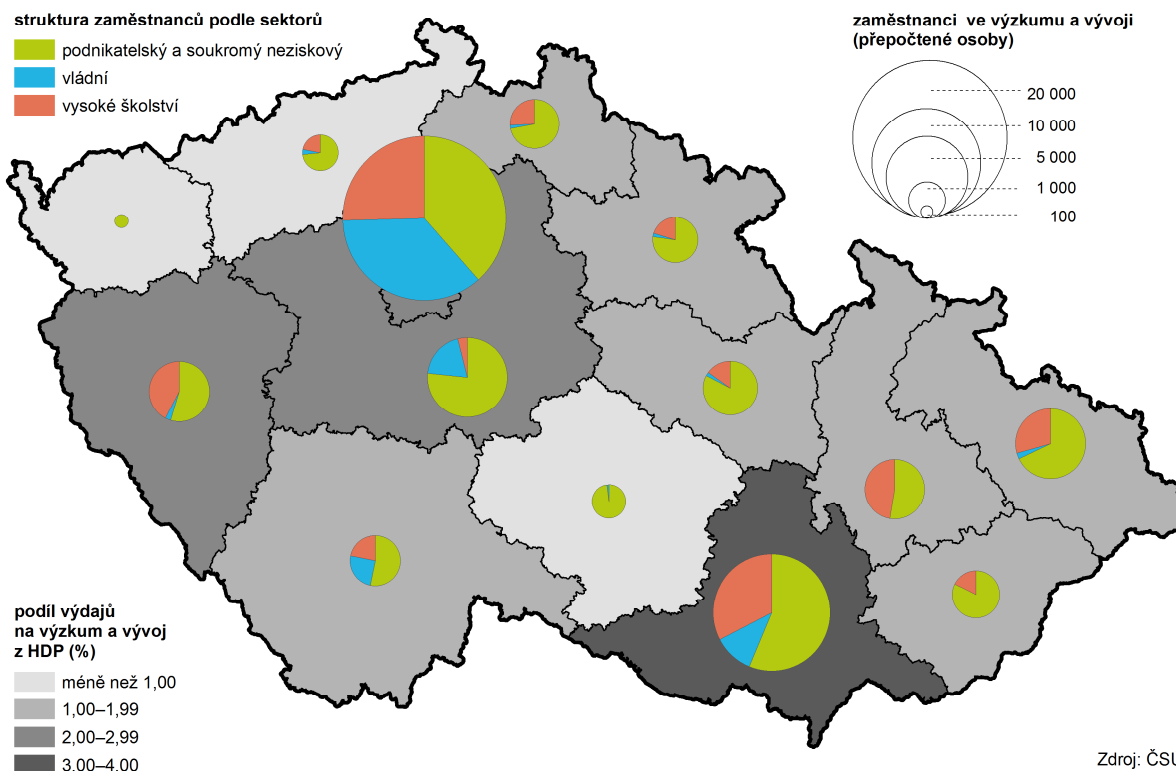 struktura zaměstnanců podle sektorů
podnikatelský a soukromý neziskový
vládní
vysoké školství
zaměstnanci ve výzkumu a vývoji
(přepočtené osoby)
20 000
10 000
5 000
1 000
100
podíl výdajů
na výzkum a vývoj
z HDP (%)
méně než 1,00
1,00–1,99
2,00–2,99
3,00–4,00
Zdroj: ČSÚ